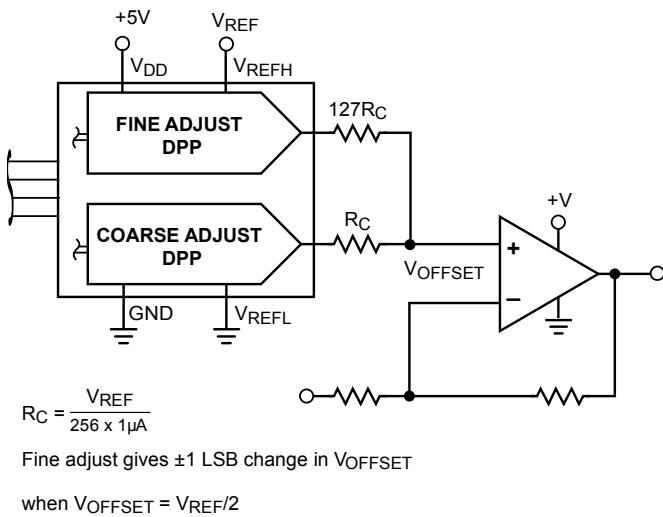 +5V
VREF
VDD
VREFH
FINE ADJUST
DPP
127RC
COARSE ADJUST
DPP
RC
+V
+
VOFFSET
−
GND
VREFL
RC = VREF / 256 x 1µA
Fine adjust gives ±1 LSB change in VOFFSET
when VOFFSET = VREF/2